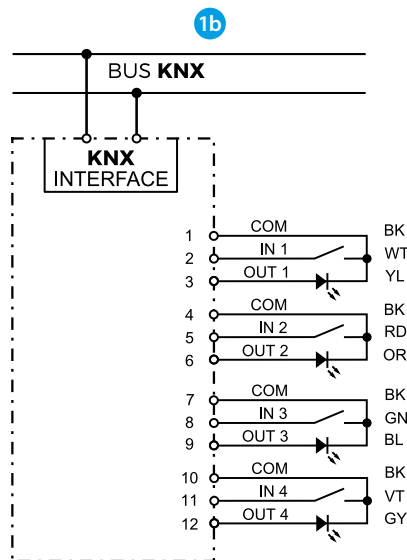 1b
BUS KNX
KNX
INTERFACE
1 COM BK
2 IN 1 WT
3 OUT 1 YL
4 COM BK
5 IN 2 RD
6 OUT 2 OR
7 COM BK
8 IN 3 GN
9 OUT 3 BL
10 COM BK
11 IN 4 VT
12 OUT 4 GY